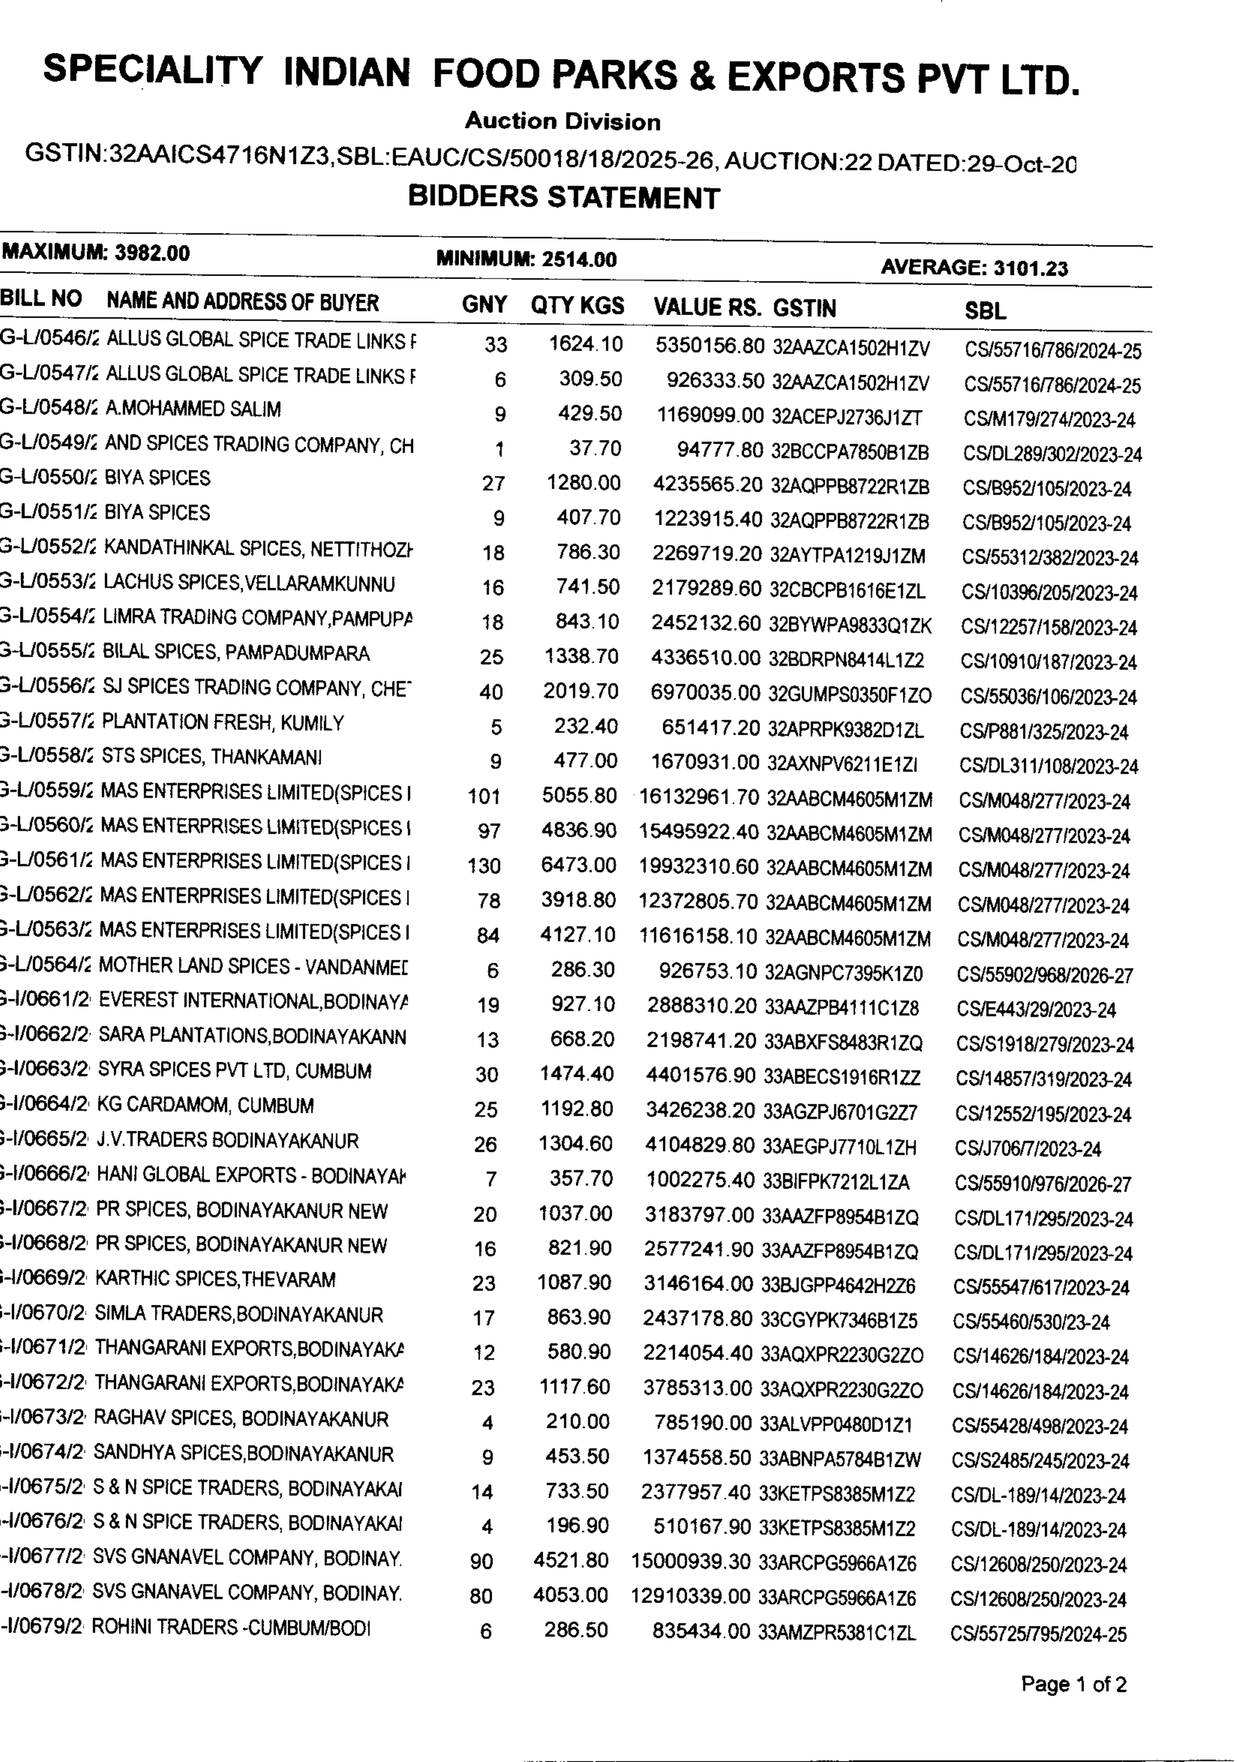 SPECIALITY INDIAN FOOD PARKS & EXPORTS PVT LTD.
Auction Division
GSTIN:32AAICS4716N1Z3,SBL:EAUC/CS/50018/18/2025-26, AUCTION:22 DATED:29-Oct-20
BIDDERS STATEMENT
MAXIMUM: 3982.00 MINIMUM: 2514.00 AVERAGE: 3101.23
BILL NO NAME AND ADDRESS OF BUYER GNY QTY KGS VALUE RS. GSTIN SBL
G-L/0546/2 ALLUS GLOBAL SPICE TRADE LINKS 33 1624.10 5350156.80 32AAZCA1502H1ZV CS/55716/786/2024-25
G-L/0547/2 ALLUS GLOBAL SPICE TRADE LINKS 6 309.50 926333.50 32AAZCA1502H1ZV CS/55716/786/2024-25
G-L/0548/2 A.MOHAMMED SALIM 9 429.50 1169099.00 32ACEPJ2736J1ZT CS/M179/274/2023-24
G-L/0549/2 AND SPICES TRADING COMPANY, CH 1 37.70 94777.80 32BCCPA7850B1ZB CS/DL289/302/2023-24
G-L/0550/2 BIYA SPICES 27 1280.00 4235565.20 32AQPPB8722R1ZB CS/B952/105/2023-24
G-L/0551/2 BIYA SPICES 9 407.70 1223915.40 32AQPPB8722R1ZB CS/B952/105/2023-24
G-L/0552/2 KANDATHINKAL SPICES, NETTITHOZH 18 786.30 2269719.20 32AYTPA1219J1ZM CS/55312/382/2023-24
G-L/0553/2 LACHUS SPICES,VELLARAMKUNNU 16 741.50 2179289.60 32CBCPB1616E1ZL CS/10396/205/2023-24
G-L/0554/2 LIMRA TRADING COMPANY,PAMPUPA 18 843.10 2452132.60 32BYWPA9833Q1ZK CS/12257/158/2023-24
G-L/0555/2 BILAL SPICES, PAMPADUMPARA 25 1338.70 4336510.00 32BDRPN8414L1Z2 CS/10910/187/2023-24
G-L/0556/2 SJ SPICES TRADING COMPANY, CHE 40 2019.70 6970035.00 32GUMPS0350F1ZO CS/55036/106/2023-24
G-L/0557/2 PLANTATION FRESH, KUMILY 5 232.40 651417.20 32APRPK9382D1ZL CS/P881/325/2023-24
G-L/0558/2 STS SPICES, THANKAMANI 9 477.00 1670931.00 32AXNPV6211E1ZI CS/DL311/108/2023-24
G-L/0559/2 MAS ENTERPRISES LIMITED(SPICES 101 5055.80 16132961.70 32AABCM4605M1ZM CS/M048/277/2023-24
G-L/0560/2 MAS ENTERPRISES LIMITED(SPICES 97 4836.90 15495922.40 32AABCM4605M1ZM CS/M048/277/2023-24
G-L/0561/2 MAS ENTERPRISES LIMITED(SPICES 130 6473.00 19932310.60 32AABCM4605M1ZM CS/M048/277/2023-24
G-L/0562/2 MAS ENTERPRISES LIMITED(SPICES 78 3918.80 12372805.70 32AABCM4605M1ZM CS/M048/277/2023-24
G-L/0563/2 MAS ENTERPRISES LIMITED(SPICES 84 4127.10 11616158.10 32AABCM4605M1ZM CS/M048/277/2023-24
G-L/0564/2 MOTHER LAND SPICES - VANDANMED 6 286.30 926753.10 32AGNPC7395K1Z0 CS/55902/968/2026-27
G-I/0661/2 EVEREST INTERNATIONAL,BODINAYA 19 927.10 2888310.20 33AAZPB4111C1Z8 CS/E443/29/2023-24
G-I/0662/2 SARA PLANTATIONS,BODINAYAKANN 13 668.20 2198741.20 33ABXFS8483R1ZQ CS/S1918/279/2023-24
G-I/0663/2 SYRA SPICES PVT LTD, CUMBUM 30 1474.40 4401576.90 33ABECS1916R1ZZ CS/14857/319/2023-24
G-I/0664/2 KG CARDAMOM, CUMBUM 25 1192.80 3426238.20 33AGZPJ6701G2Z7 CS/12552/195/2023-24
G-I/0665/2 J.V.TRADERS BODINAYAKANUR 26 1304.60 4104829.80 33AEGPJ7710L1ZH CS/J706/7/2023-24
G-I/0666/2 HANI GLOBAL EXPORTS - BODINAYAK 7 357.70 1002275.40 33BIFPK7212L1ZA CS/55910/976/2026-27
G-I/0667/2 PR SPICES, BODINAYAKANUR NEW 20 1037.00 3183797.00 33AAZFP8954B1ZQ CS/DL171/295/2023-24
G-I/0668/2 PR SPICES, BODINAYAKANUR NEW 16 821.90 2577241.90 33AAZFP8954B1ZQ CS/DL171/295/2023-24
G-I/0669/2 KARTHIC SPICES,THEVARAM 23 1087.90 3146164.00 33BJGPP4642H2Z6 CS/55547/617/2023-24
G-I/0670/2 SIMLA TRADERS,BODINAYAKANUR 17 863.90 2437178.80 33CGYPK7346B1Z5 CS/55460/530/23-24
-I/0671/2 THANGARANI EXPORTS,BODINAYAKA 12 580.90 2214054.40 33AQXPR2230G2ZO CS/14626/184/2023-24
-I/0672/2 THANGARANI EXPORTS,BODINAYAKA 23 1117.60 3785313.00 33AQXPR2230G2ZO CS/14626/184/2023-24
-I/0673/2 RAGHAV SPICES, BODINAYAKANUR 4 210.00 785190.00 33ALVPP0480D1Z1 CS/55428/498/2023-24
-I/0674/2 SANDHYA SPICES,BODINAYAKANUR 9 453.50 1374558.50 33ABNPA5784B1ZW CS/S2485/245/2023-24
-I/0675/2 S & N SPICE TRADERS, BODINAYAKA 14 733.50 2377957.40 33KETPS8385M1Z2 CS/DL-189/14/2023-24
-I/0676/2 S & N SPICE TRADERS, BODINAYAKA 4 196.90 510167.90 33KETPS8385M1Z2 CS/DL-189/14/2023-24
-I/0677/2 SVS GNANAVEL COMPANY, BODINAY. 90 4521.80 15000939.30 33ARCPG5966A1Z6 CS/12608/250/2023-24
-I/0678/2 SVS GNANAVEL COMPANY, BODINAY. 80 4053.00 12910339.00 33ARCPG5966A1Z6 CS/12608/250/2023-24
-I/0679/2 ROHINI TRADERS -CUMBUM/BODI 6 286.50 835434.00 33AMZPR5381C1ZL CS/55725/795/2024-25
Page 1 of 2